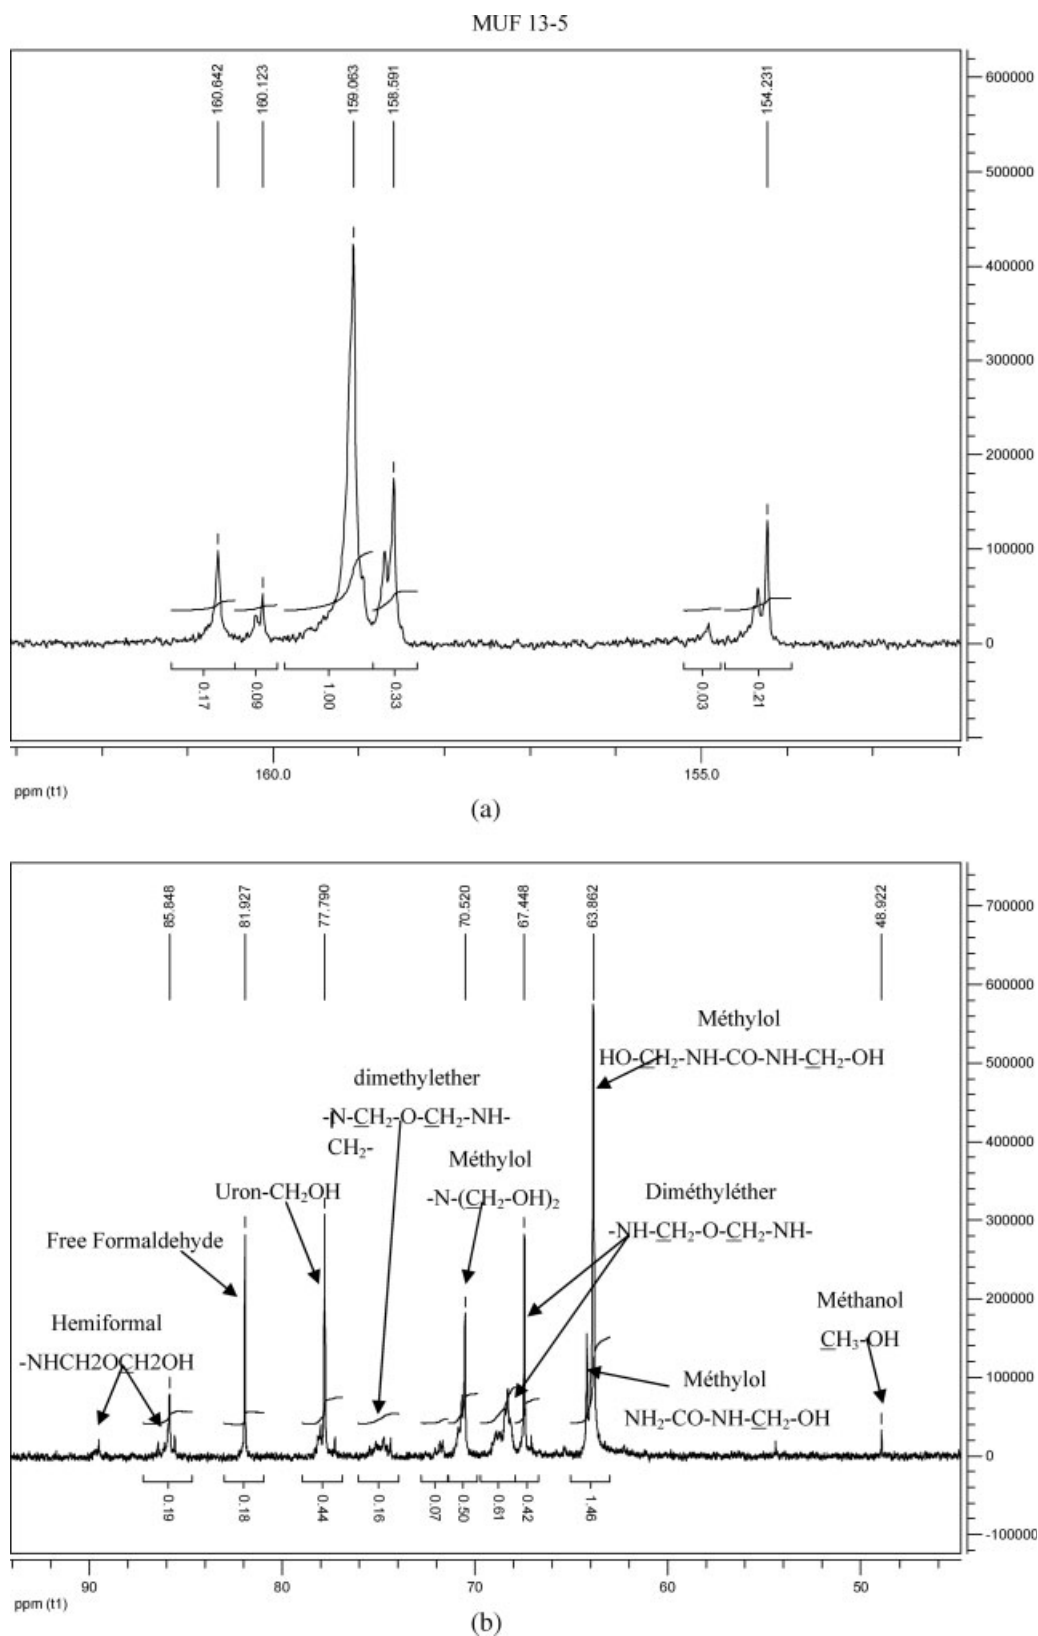 MUF 13-5
160.642
160.123
159.063
158.591
154.231
600000
500000
400000
300000
200000
100000
0
0.17
0.09
1.00
0.33
0.03
0.21
160.0
155.0
ppm (t1)
(a)
85.848
81.927
77.790
70.520
67.448
63.862
48.922
700000
600000
500000
400000
300000
200000
100000
0
-100000
Méthylol
HO-CH2-NH-CO-NH-CH2-OH
dimethylether
-N-CH2-O-CH2-NH-
CH2-
Méthylol
-N-(CH2-OH)2
Uron-CH2OH
Diméthyléther
-NH-CH2-O-CH2-NH-
Free Formaldehyde
Hemiformal
-NHCH2OCH2OH
Méthanol
CH3-OH
Méthylol
NH2-CO-NH-CH2-OH
0.19
0.18
0.44
0.16
0.07
0.50
0.61
0.42
1.46
90
80
70
60
50
ppm (t1)
(b)